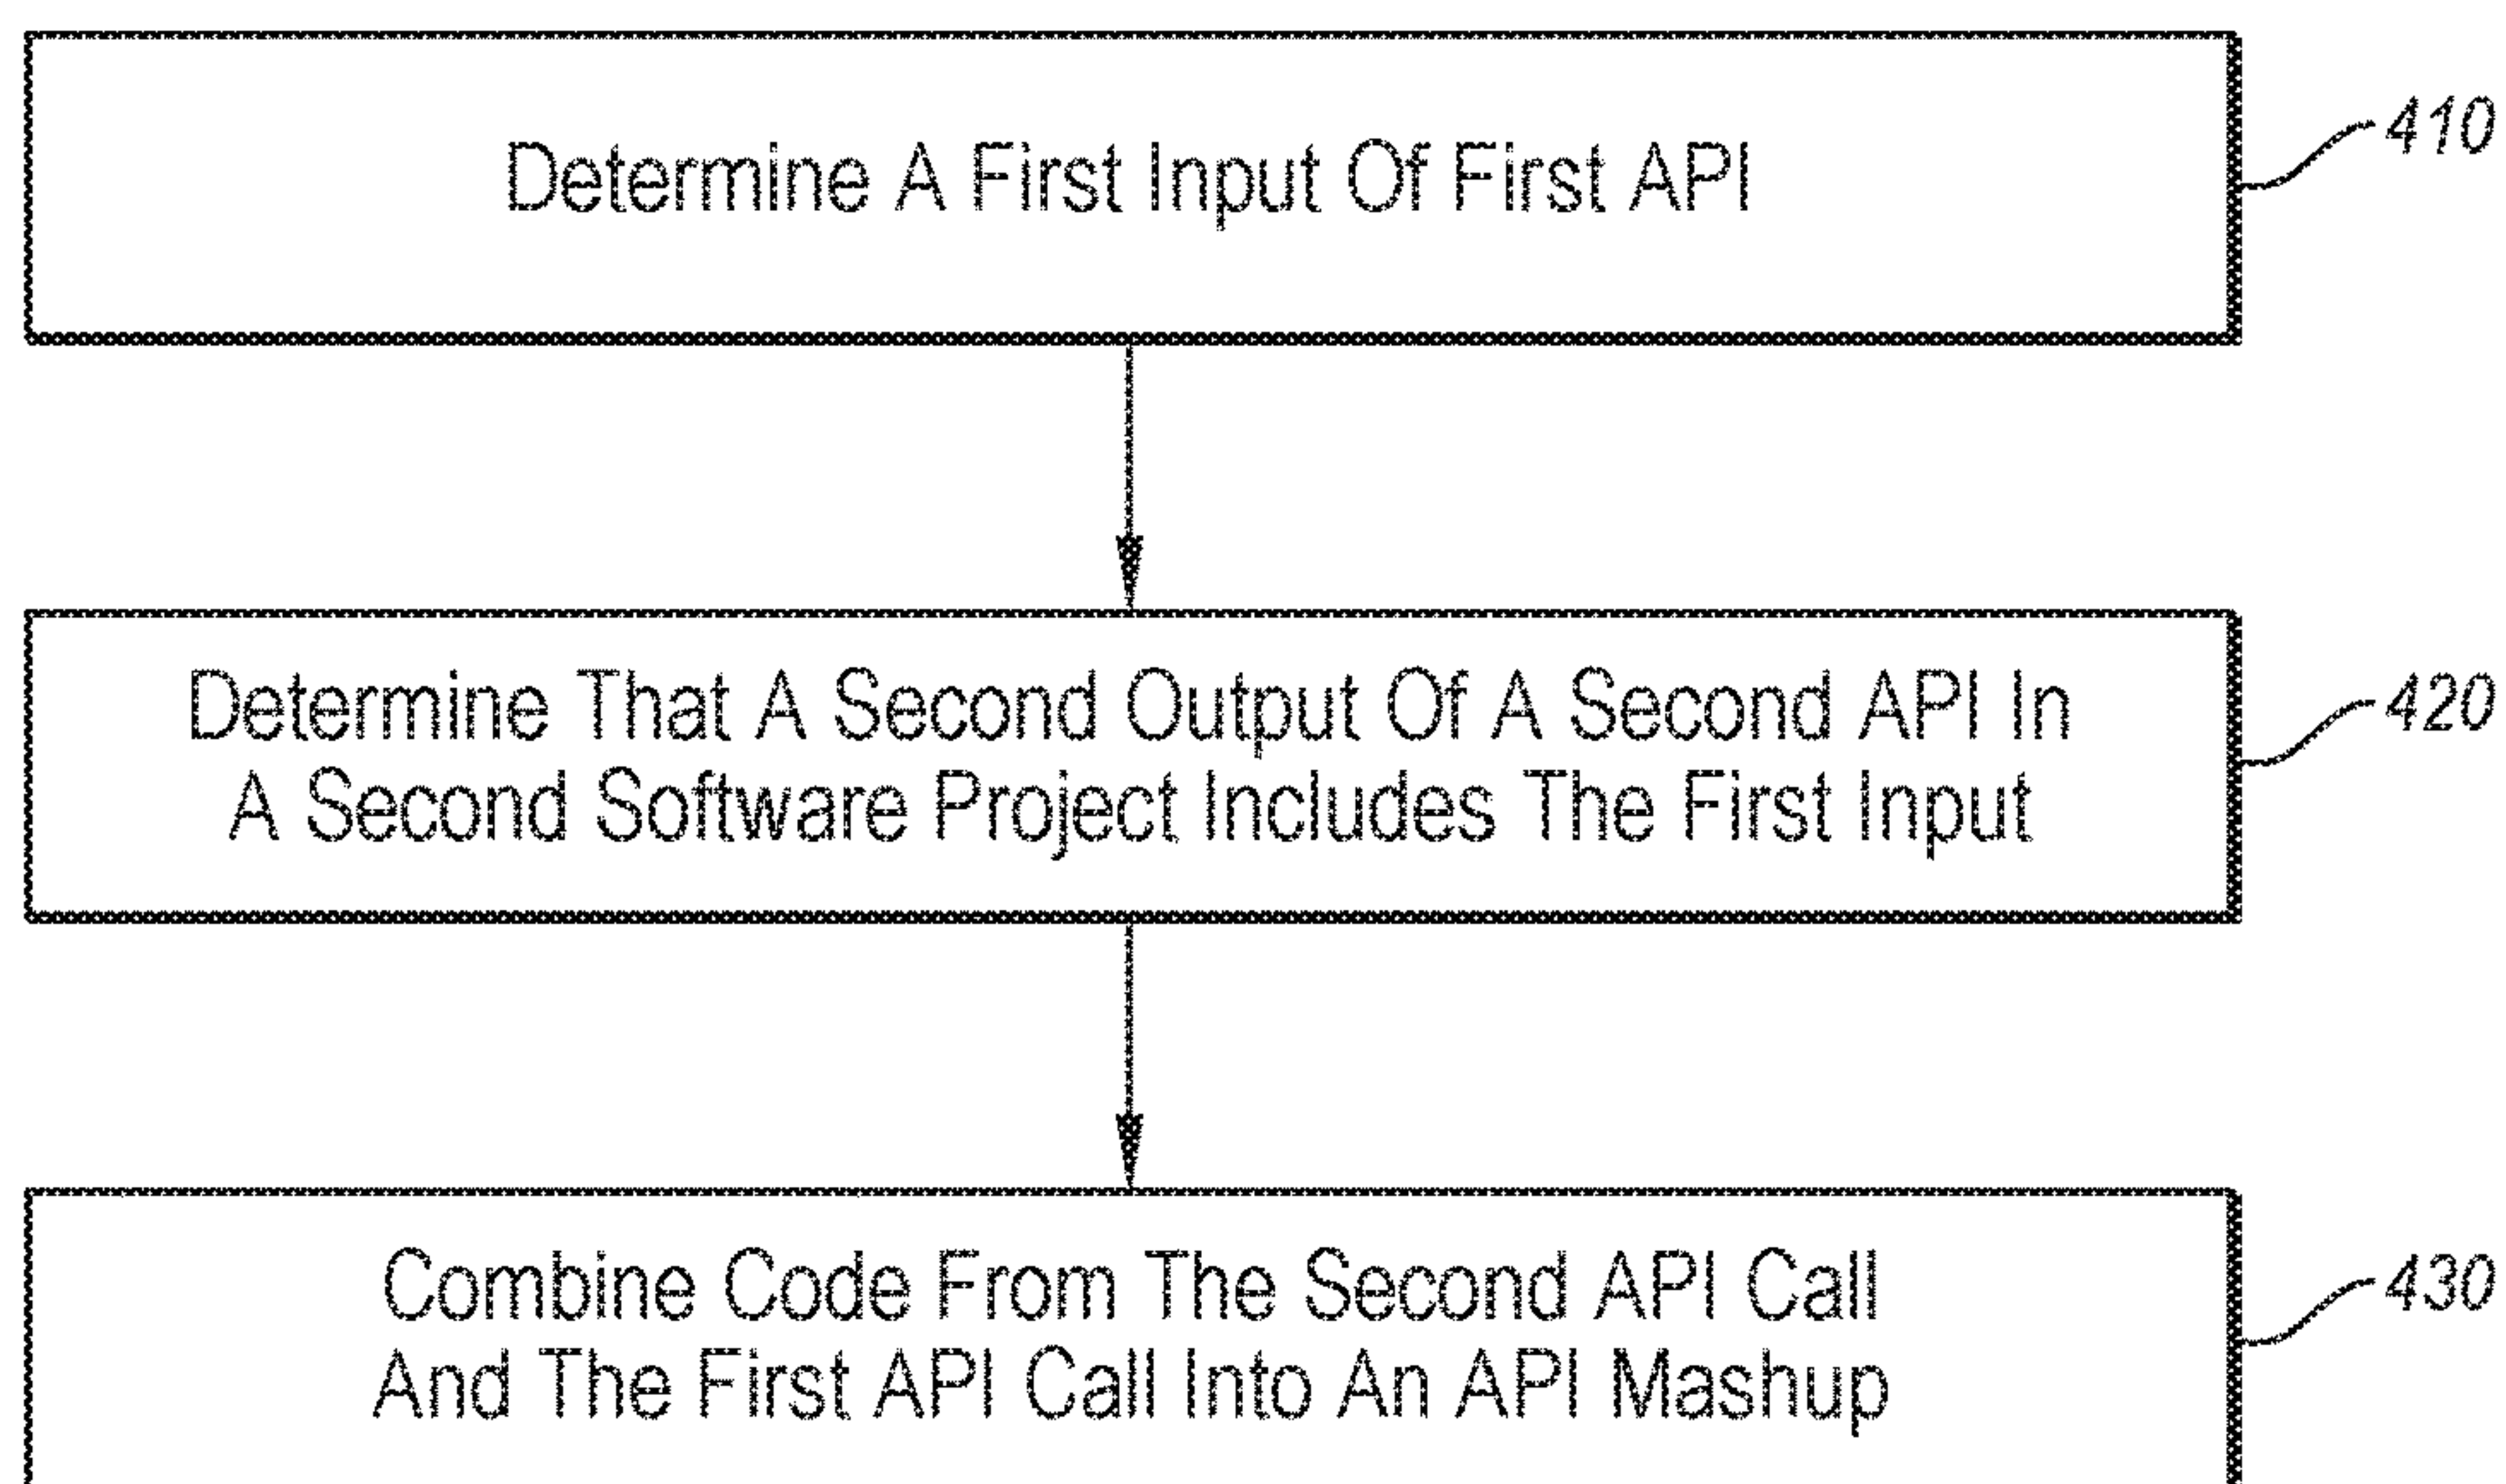 Determine A First Input Of First API
410
Determine That A Second Output Of A Second API In
A Second Software Project Includes The First Input
420
Combine Code From The Second API Call
And The First API Call Into An API Mashup
430